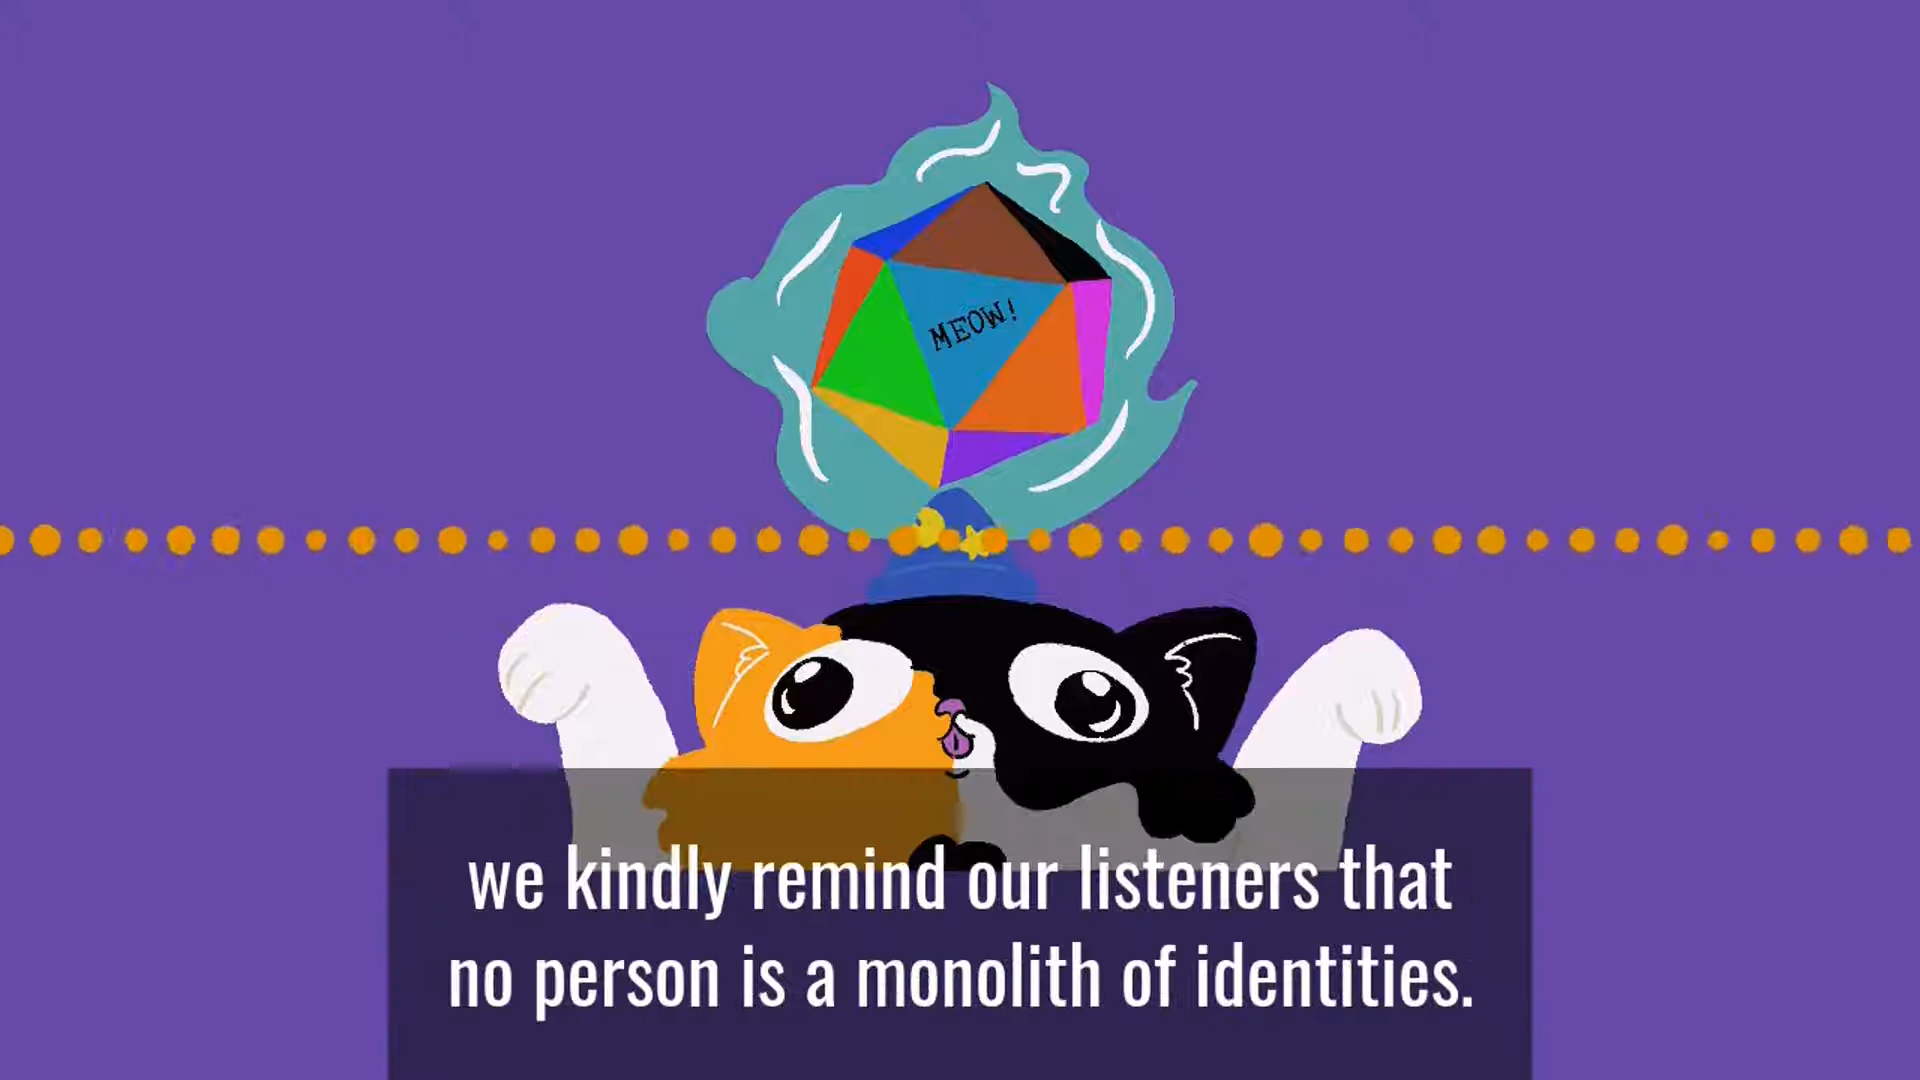 MEOW!
we kindly remind our listeners that
no person is a monolith of identities.